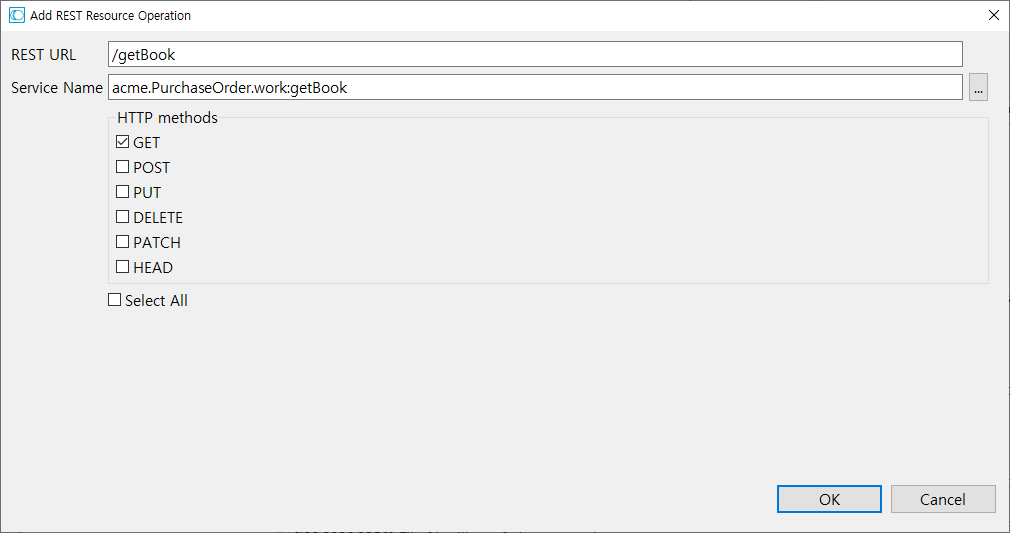 Add REST Resource Operation
REST URL /getBook
Service Name acme.PurchaseOrder.work:getBook ...
HTTP methods
GET
POST
PUT
DELETE
PATCH
HEAD
Select All
OK Cancel